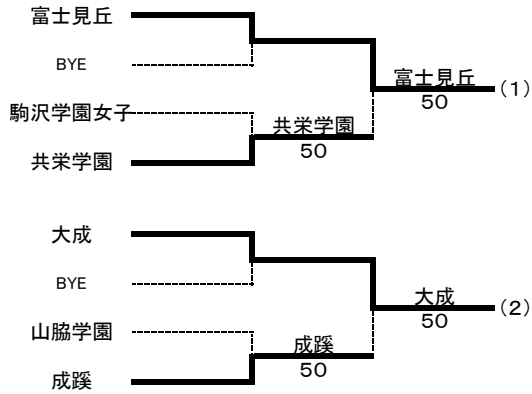 富士見丘
BYE
富士見丘
(1)
50
駒沢学園女子
共栄学園
50
共栄学園
大成
BYE
大成
(2)
50
山脇学園
成蹊
50
成蹊